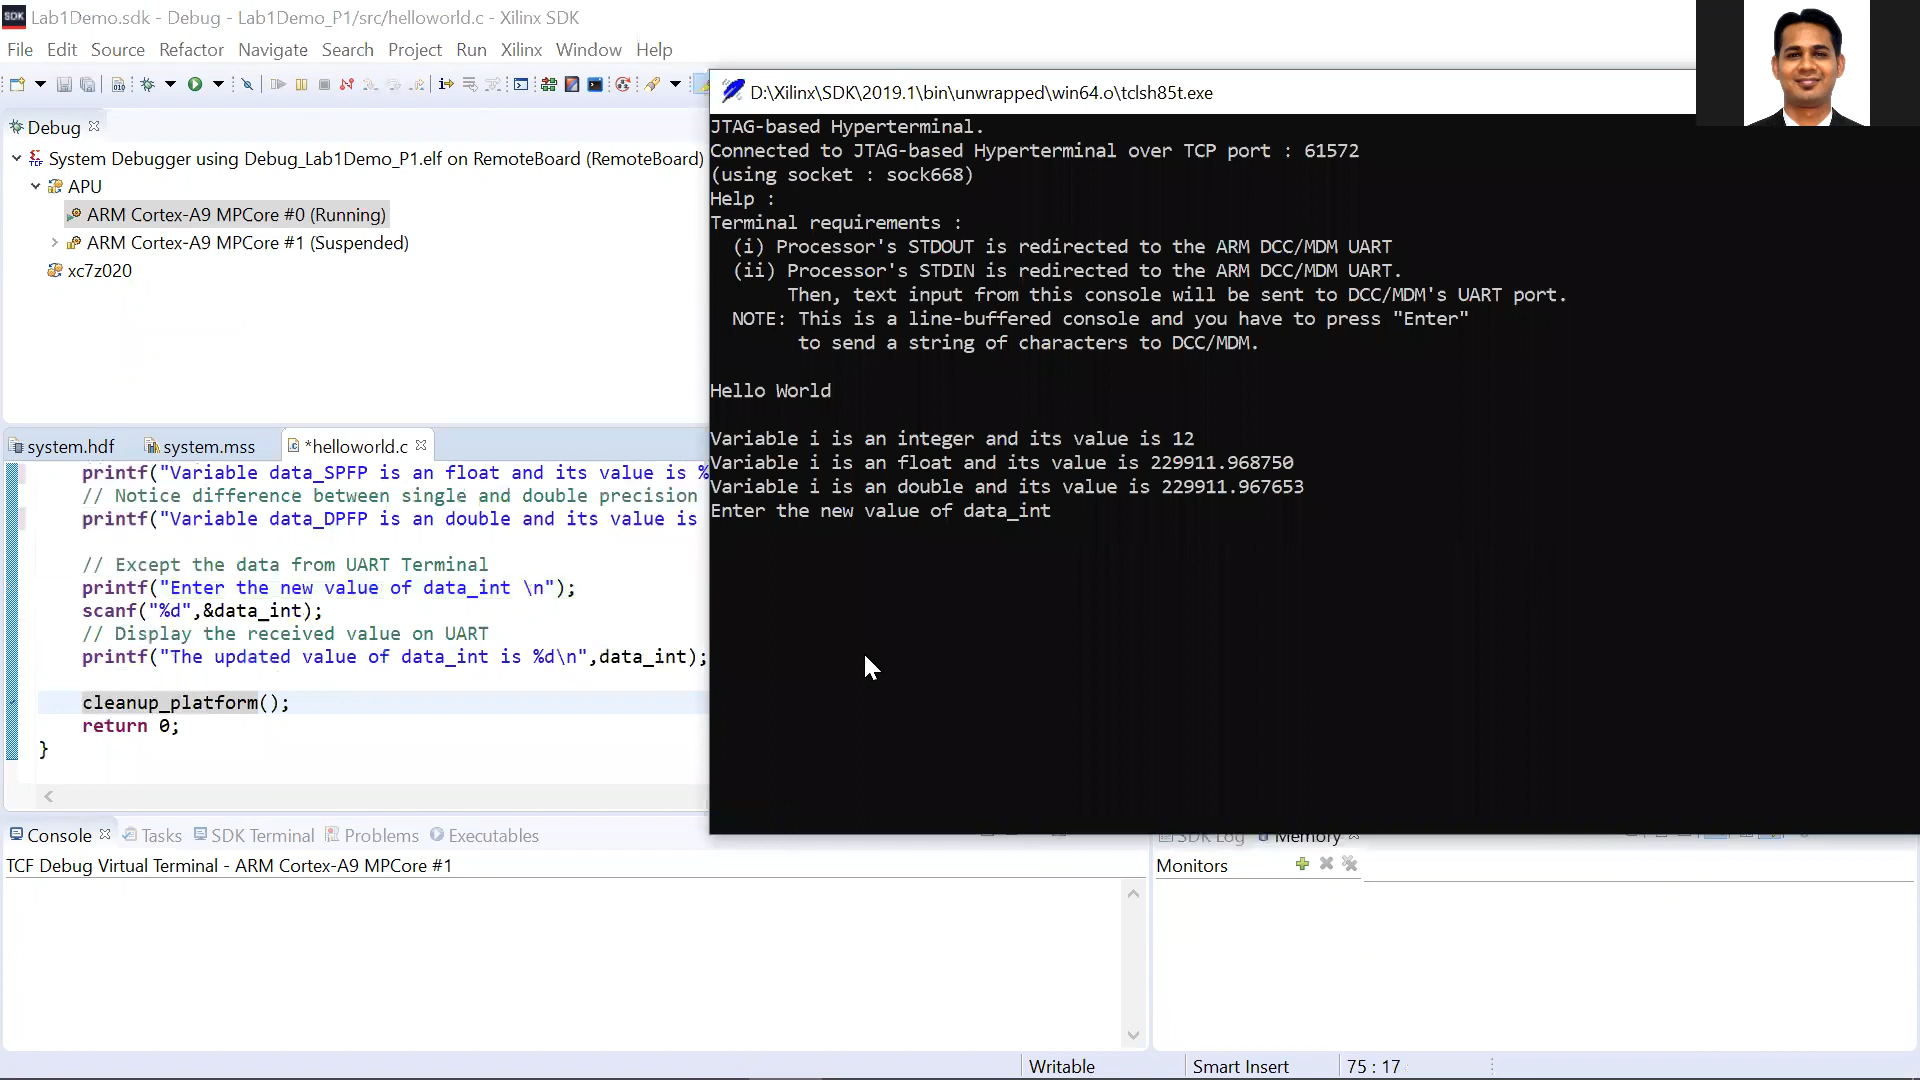 SDK Lab1Demo.sdk - Debug - Lab1Demo_P1/src/helloworld.c - Xilinx SDK
File Edit Source Refactor Navigate Search Project Run Xilinx Window Help
D:\Xilinx\SDK\2019.1\bin\unwrapped\win64.o\tclsh85t.exe
Debug
System Debugger using Debug_Lab1Demo_P1.elf on RemoteBoard (RemoteBoard)
APU
ARM Cortex-A9 MPCore #0 (Running)
ARM Cortex-A9 MPCore #1 (Suspended)
xc7z020
JTAG-based Hyperterminal.
Connected to JTAG-based Hyperterminal over TCP port : 61572
(using socket : sock668)
Help :
Terminal requirements :
(i) Processor's STDOUT is redirected to the ARM DCC/MDM UART
(ii) Processor's STDIN is redirected to the ARM DCC/MDM UART.
Then, text input from this console will be sent to DCC/MDM's UART port.
NOTE: This is a line-buffered console and you have to press "Enter"
to send a string of characters to DCC/MDM.
Hello World
Variable i is an integer and its value is 12
Variable i is an float and its value is 229911.968750
Variable i is an double and its value is 229911.967653
Enter the new value of data_int
system.hdf system.mss *helloworld.c
printf("Variable data_SPFP is an float and its value is %
// Notice difference between single and double precision
printf("Variable data_DPFP is an double and its value is
// Except the data from UART Terminal
printf("Enter the new value of data_int \n");
scanf("%d",&data_int);
// Display the received value on UART
printf("The updated value of data_int is %d\n",data_int);
cleanup_platform();
return 0;
}
Console Tasks SDK Terminal Problems Executables
TCF Debug Virtual Terminal - ARM Cortex-A9 MPCore #1
SDK Log Memory
Monitors
Writable Smart Insert 75 : 17